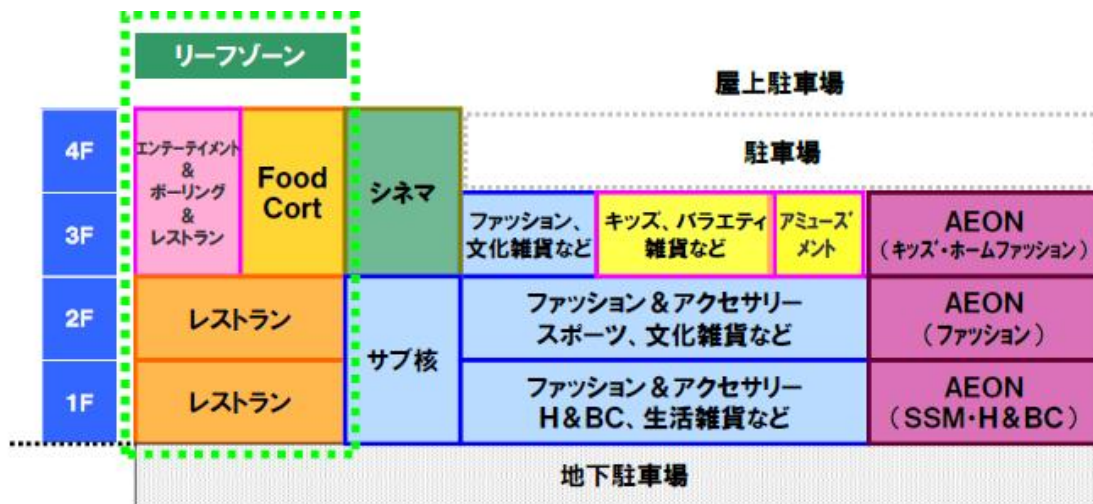 リーフゾーン
屋上駐車場
4F
3F
2F
1F
エンターテイメント
&
ボーリング
&
レストラン
Food
Cort
シネマ
駐車場
ファッション、
文化雑貨など
キッズ、バラエティ
雑貨など
アミューズ
メント
AEON
(キッズ・ホームファッション)
レストラン
サブ核
ファッション&アクセサリー
スポーツ、文化雑貨など
AEON
(ファッション)
レストラン
ファッション&アクセサリー
H&BC、生活雑貨など
AEON
(SSM・H&BC)
地下駐車場